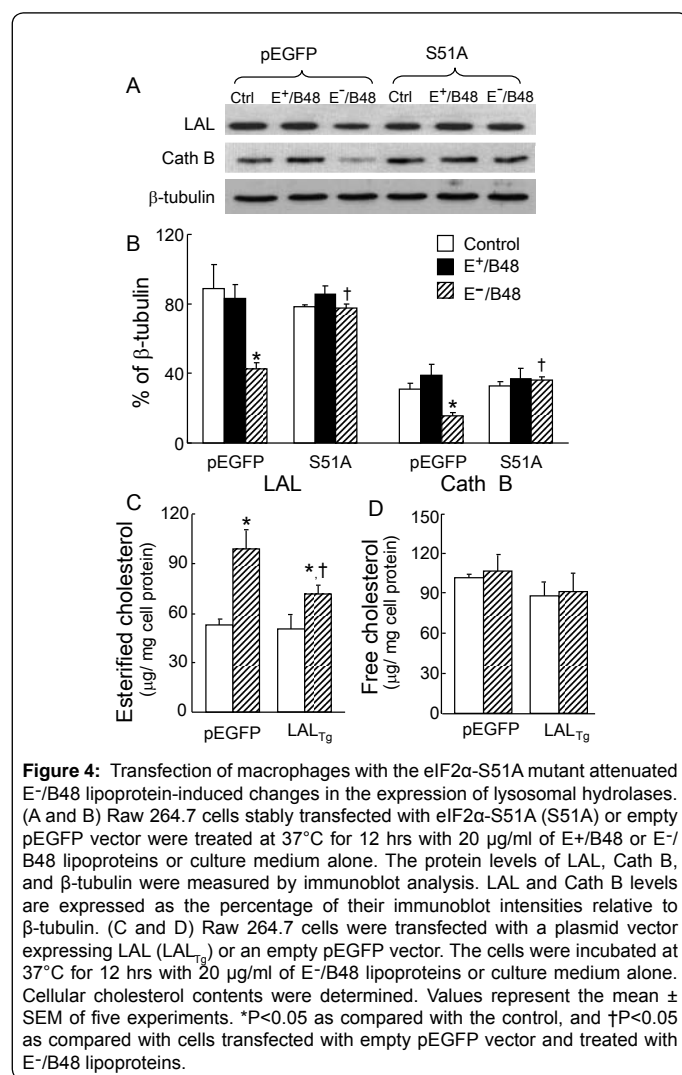 pEGFP S51A
A
Ctrl E⁺/B48 E⁻/B48 Ctrl E⁺/B48 E⁻/B48
LAL
Cath B
β-tubulin
B
120
80
40
0
% of β-tubulin
Control
E⁺/B48
E⁻/B48
*
†
*
†
pEGFP S51A pEGFP S51A
LAL Cath B
C
120
90
60
30
0
Esterified cholesterol
(μg/ mg cell protein)
*
*,†
pEGFP LAL_Tg
D
150
120
90
60
30
0
Free cholesterol
(μg/ mg cell protein)
pEGFP LAL_Tg
Figure 4: Transfection of macrophages with the eIF2α-S51A mutant attenuated
E⁻/B48 lipoprotein-induced changes in the expression of lysosomal hydrolases.
(A and B) Raw 264.7 cells stably transfected with eIF2α-S51A (S51A) or empty
pEGFP vector were treated at 37°C for 12 hrs with 20 μg/ml of E+/B48 or E⁻/
B48 lipoproteins or culture medium alone. The protein levels of LAL, Cath B,
and β-tubulin were measured by immunoblot analysis. LAL and Cath B levels
are expressed as the percentage of their immunoblot intensities relative to
β-tubulin. (C and D) Raw 264.7 cells were transfected with a plasmid vector
expressing LAL (LAL_Tg) or an empty pEGFP vector. The cells were incubated at
37°C for 12 hrs with 20 μg/ml of E⁻/B48 lipoproteins or culture medium alone.
Cellular cholesterol contents were determined. Values represent the mean ±
SEM of five experiments. *P<0.05 as compared with the control, and †P<0.05
as compared with cells transfected with empty pEGFP vector and treated with
E⁻/B48 lipoproteins.